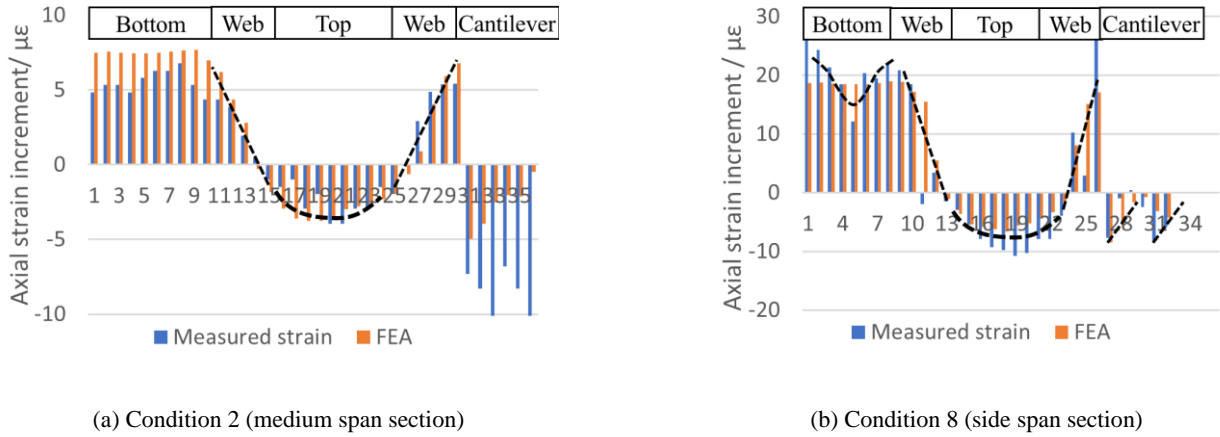 Bottom Web Top Web Cantilever
10
5
0
-5
-10
Axial strain increment/ με
1 3 5 7 9 11 13 15 17 19 21 23 25 27 29 31 33 35
Measured strain FEA
(a) Condition 2 (medium span section)
Bottom Web Top Web Cantilever
30
20
10
0
-10
-20
Axial strain increment / με
1 4 7 10 13 16 19 22 25 28 31 34
Measured strain FEA
(b) Condition 8 (side span section)